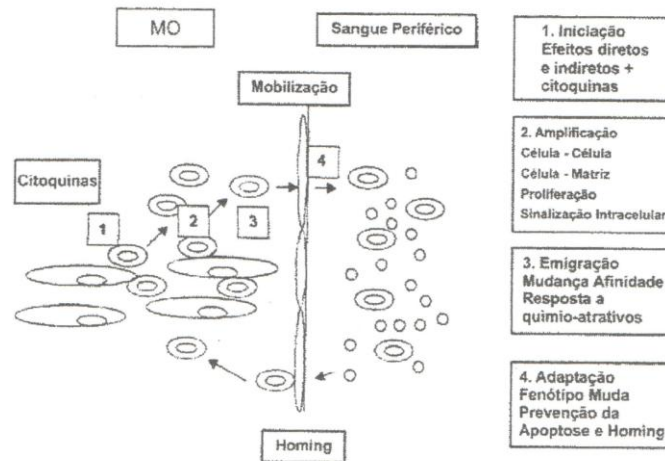 MO
Sangue Periférico
Mobilização
Citoquinas
1
2
3
4
Homing
1. Iniciação
Efeitos diretos
e indiretos +
citoquinas
2. Amplificação
Célula - Célula
Célula - Matriz
Proliferação
Sinalização Intracelular
3. Emigração
Mudança Afinidade
Resposta a
quimio-atrativos
4. Adaptação
Fenótipo Muda
Prevenção da
Apoptose e Homing